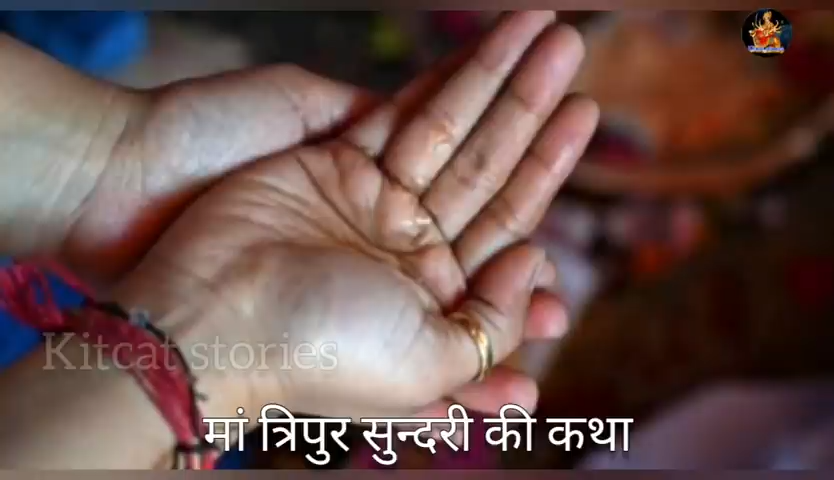 Kitcat stories
मां त्रिपुर सुन्दरी की कथा